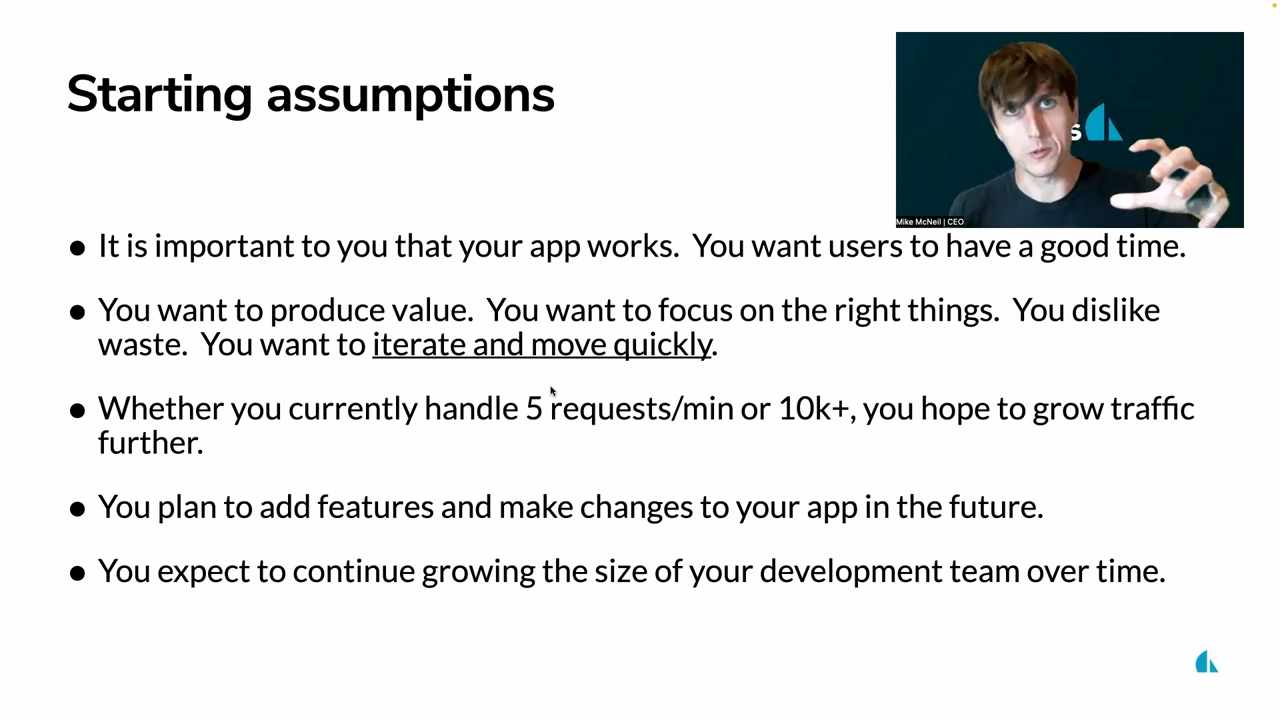 Starting assumptions
s
Mike McNeil | CEO
● It is important to you that your app works.  You want users to have a good time.
● You want to produce value.  You want to focus on the right things.  You dislike
waste.  You want to iterate and move quickly.
● Whether you currently handle 5 requests/min or 10k+, you hope to grow traffic
further.
● You plan to add features and make changes to your app in the future.
● You expect to continue growing the size of your development team over time.